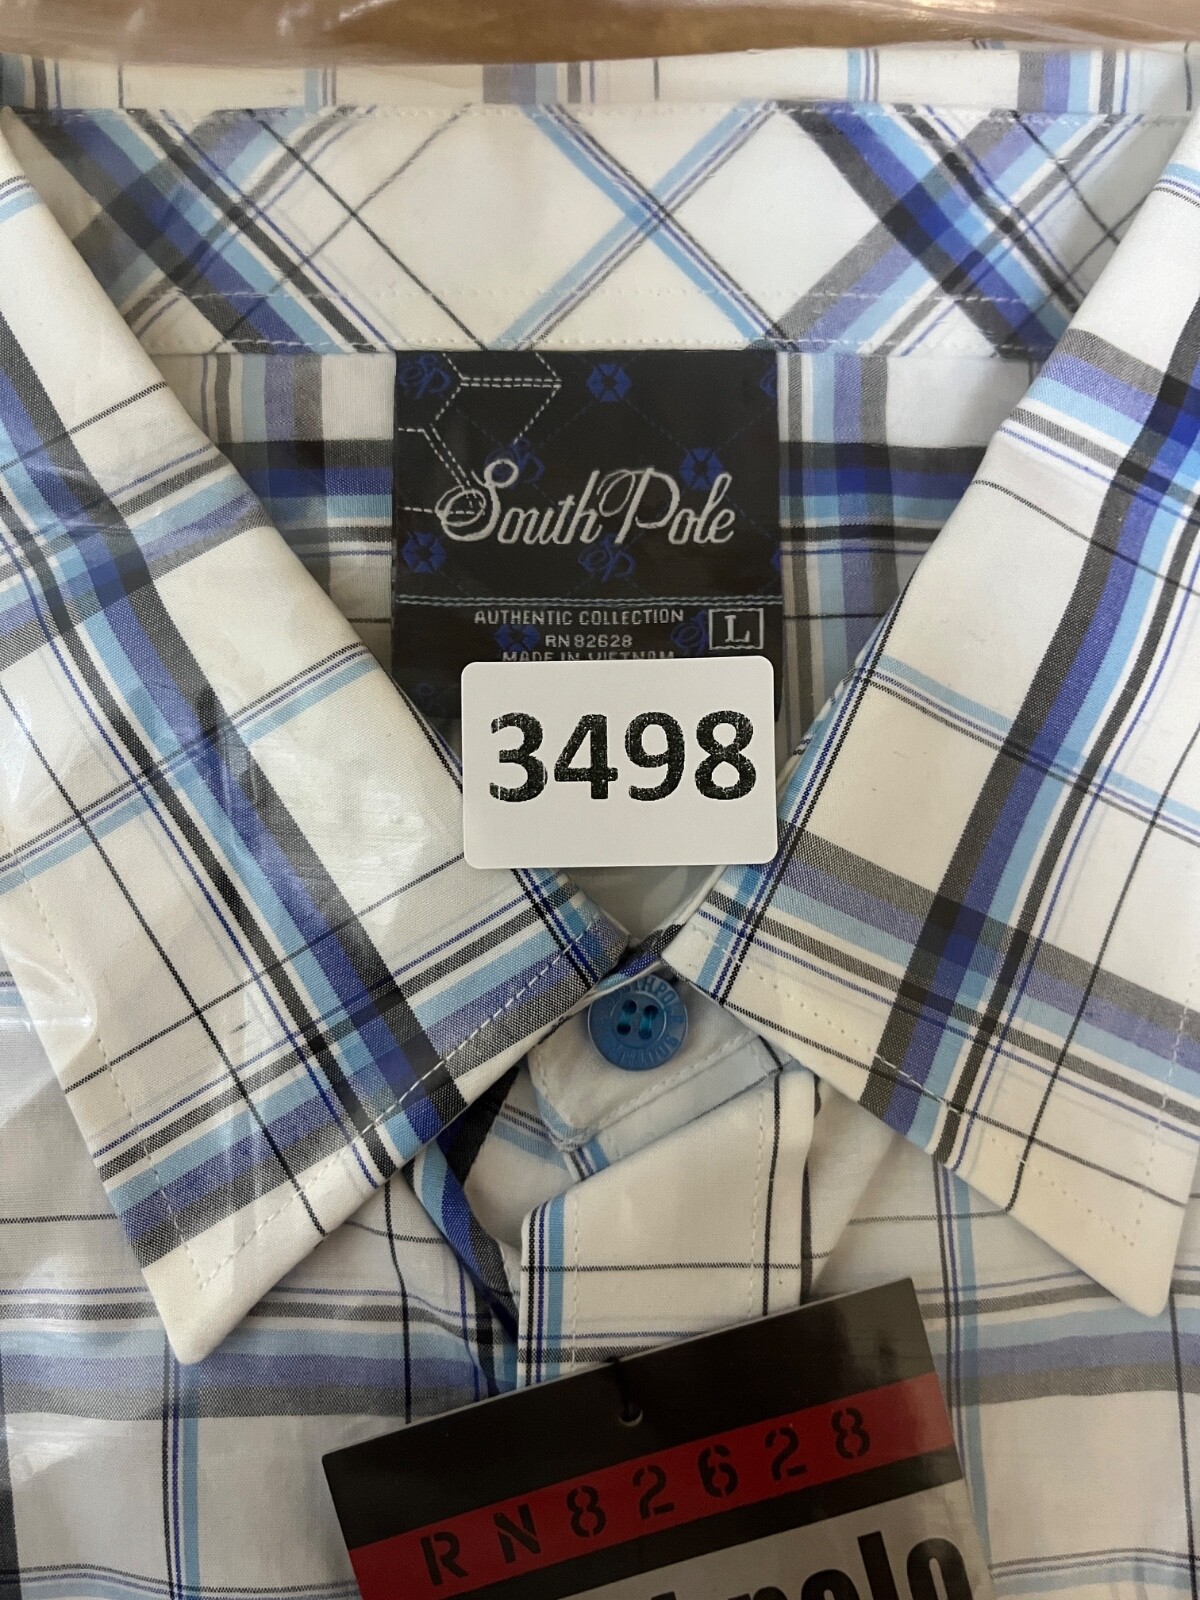 South Pole
AUTHENTIC COLLECTION
L
RN 82628
MADE IN VIETNAM
3498
RN82628